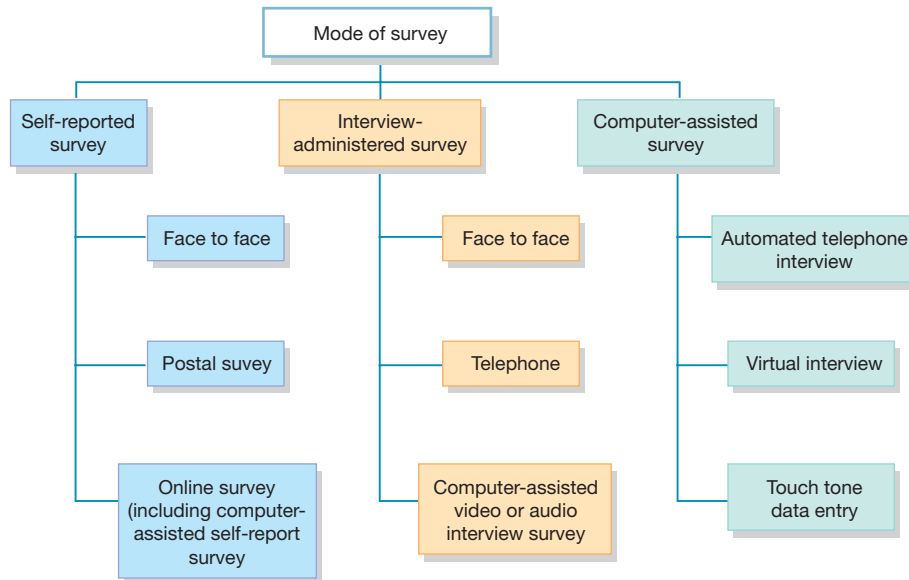 Mode of survey
Self-reported
survey
Interview-
administered survey
Computer-assisted
survey
Face to face
Face to face
Automated telephone
interview
Postal suvey
Telephone
Virtual interview
Online survey
(including computer-
assisted self-report
survey
Computer-assisted
video or audio
interview survey
Touch tone
data entry